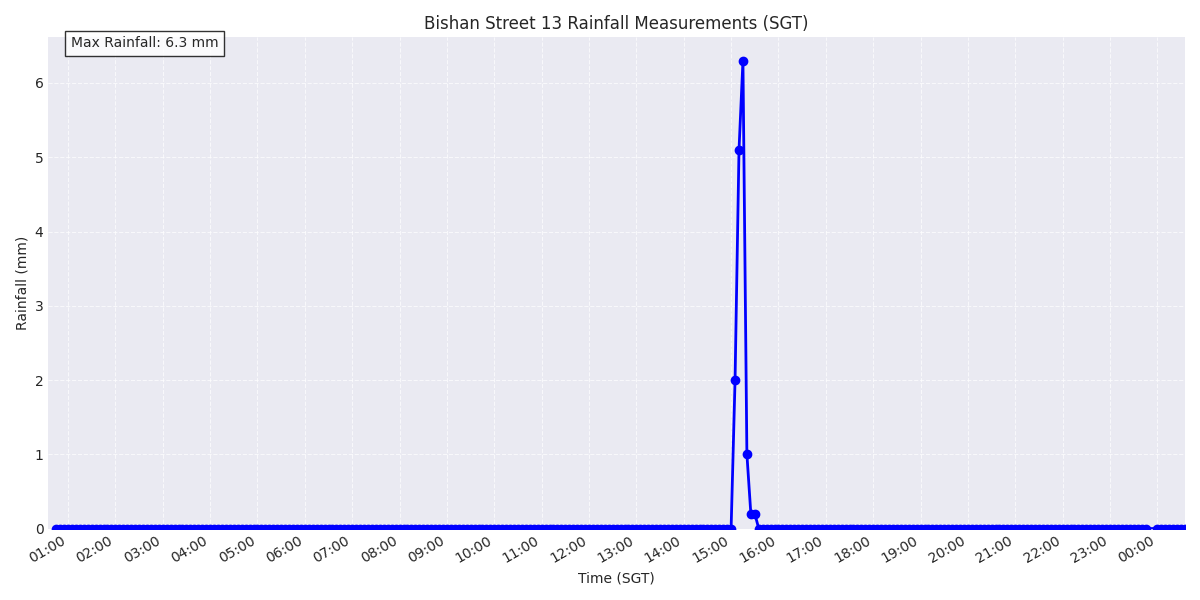 Bishan Street 13 Rainfall Measurements (SGT)
Max Rainfall: 6.3 mm
6
5
4
3
2
1
0
Rainfall (mm)
01:00 02:00 03:00 04:00 05:00 06:00 07:00 08:00 09:00 10:00 11:00 12:00 13:00 14:00 15:00 16:00 17:00 18:00 19:00 20:00 21:00 22:00 23:00 00:00
Time (SGT)